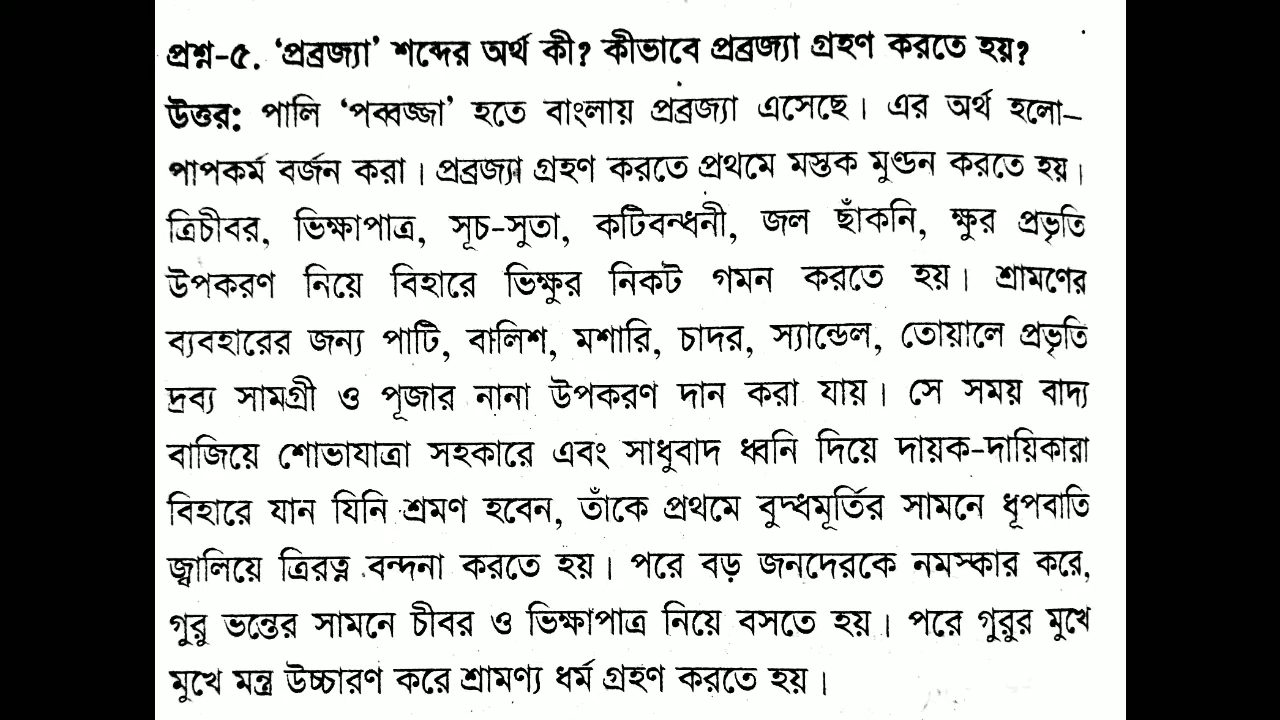 প্রশ্ন-৫. ‘প্রব্রজ্যা’ শব্দের অর্থ কী? কীভাবে প্রব্রজ্যা গ্রহণ করতে হয়?
উত্তর: পালি ‘পব্বজ্জা’ হতে বাংলায় প্রব্রজ্যা এসেছে। এর অর্থ হলো–
পাপকর্ম বর্জন করা। প্রব্রজ্যা গ্রহণ করতে প্রথমে মস্তক মুণ্ডন করতে হয়।
ত্রিচীবর, ভিক্ষাপাত্র, সূচ-সুতা, কটিবন্ধনী, জল ছাঁকনি, ক্ষুর প্রভৃতি
উপকরণ নিয়ে বিহারে ভিক্ষুর নিকট গমন করতে হয়। শ্রামণের
ব্যবহারের জন্য পাটি, বালিশ, মশারি, চাদর, স্যান্ডেল, তোয়ালে প্রভৃতি
দ্রব্য সামগ্রী ও পূজার নানা উপকরণ দান করা যায়। সে সময় বাদ্য
বাজিয়ে শোভাযাত্রা সহকারে এবং সাধুবাদ ধ্বনি দিয়ে দায়ক-দায়িকারা
বিহারে যান যিনি শ্রমণ হবেন, তাঁকে প্রথমে বুদ্ধমূর্তির সামনে ধূপবাতি
জ্বালিয়ে ত্রিরত্ন বন্দনা করতে হয়। পরে বড় জনদেরকে নমস্কার করে,
গুরু ভন্তের সামনে চীবর ও ভিক্ষাপাত্র নিয়ে বসতে হয়। পরে গুরুর মুখে
মুখে মন্ত্র উচ্চারণ করে শ্রামণ্য ধর্ম গ্রহণ করতে হয়।